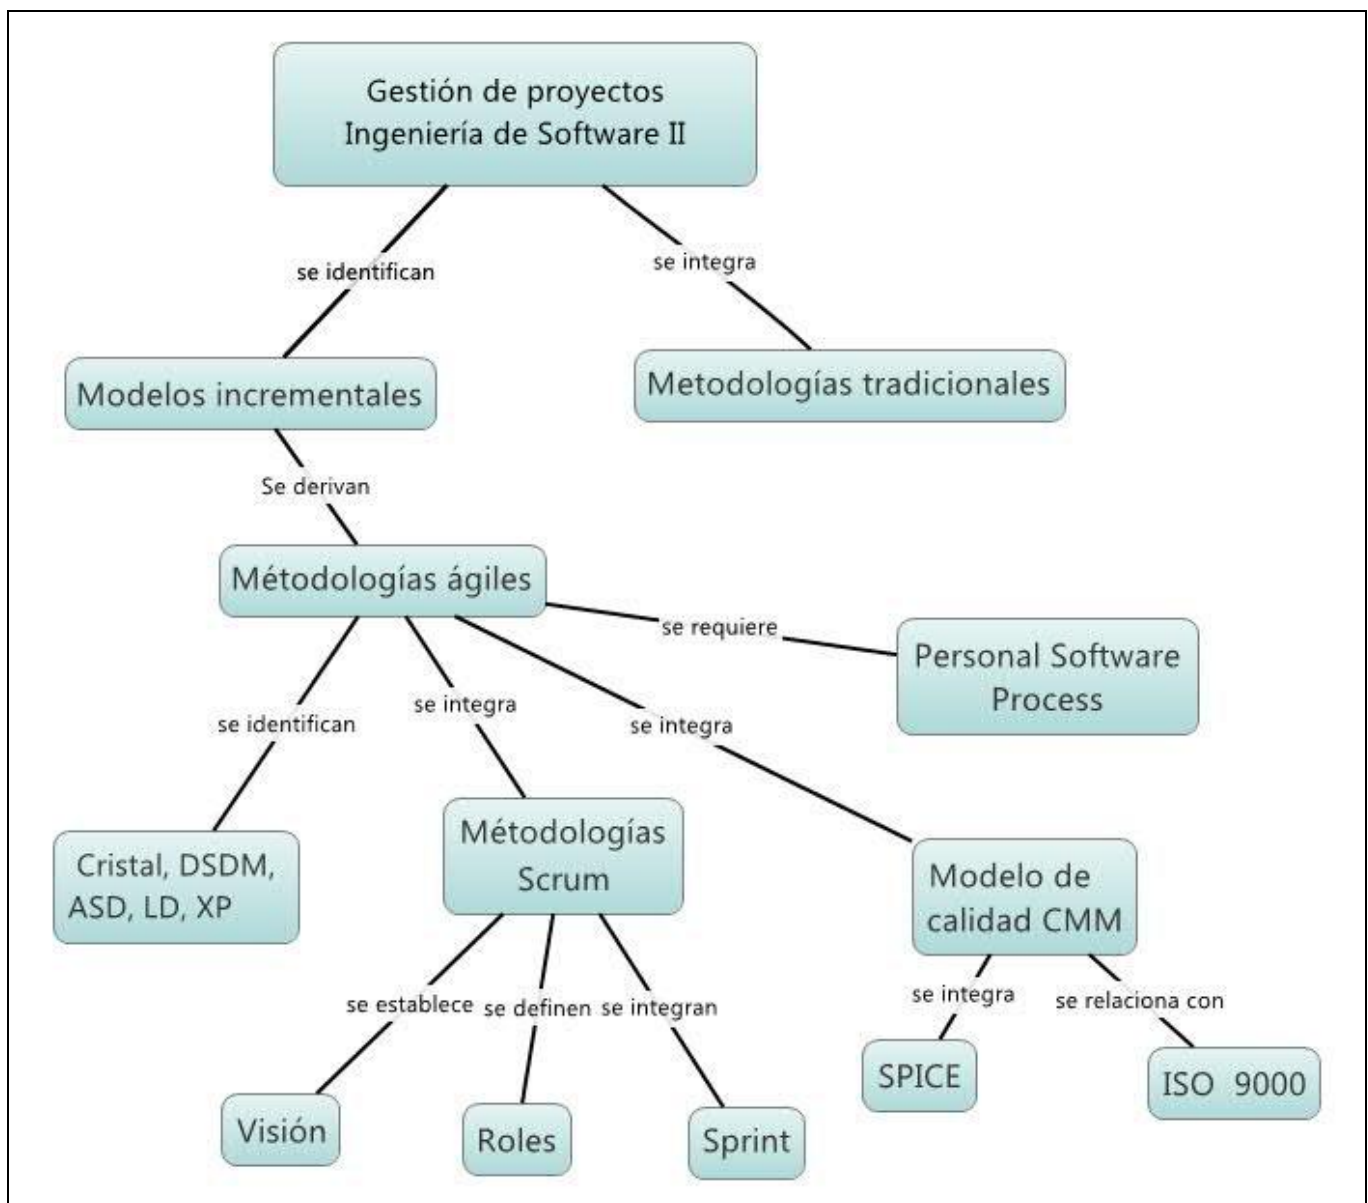 Gestión de proyectos
Ingeniería de Software II
se identifican
se integra
Modelos incrementales
Metodologías tradicionales
Se derivan
Métodologías ágiles
se requiere
Personal Software
Process
se identifican
se integra
se integra
Cristal, DSDM,
ASD, LD, XP
Métodologías
Scrum
Modelo de
calidad CMM
se establece
se definen
se integran
se integra
se relaciona con
Visión
Roles
Sprint
SPICE
ISO 9000